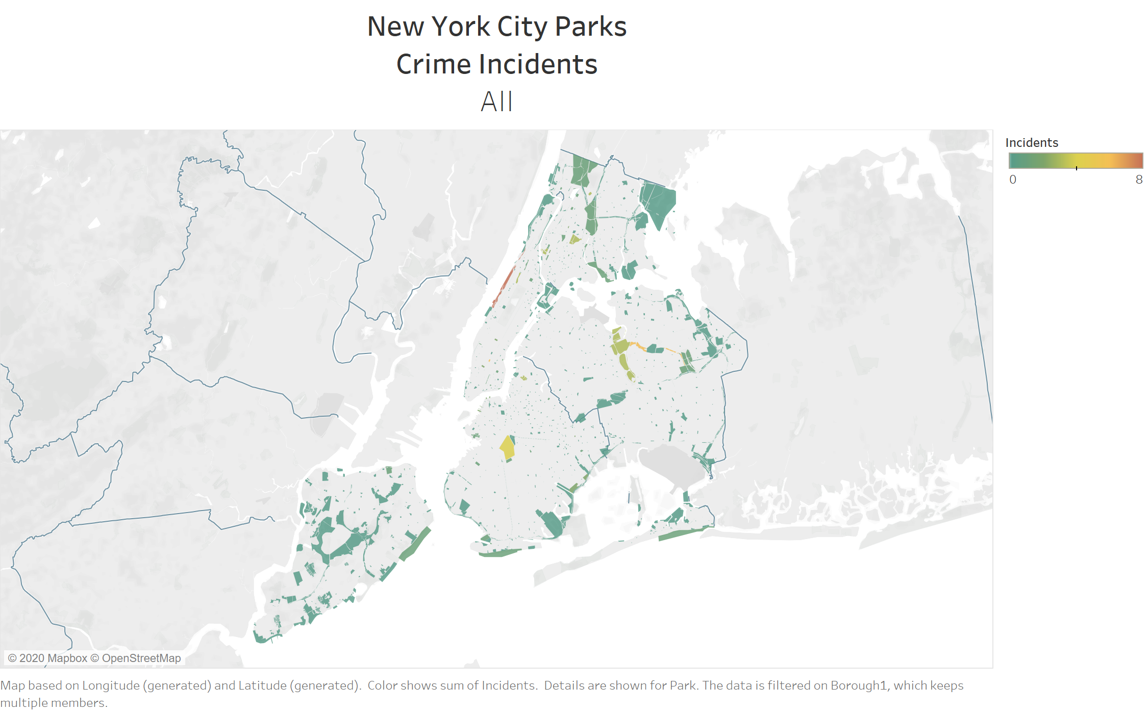 New York City Parks
Crime Incidents
All
Incidents
0
8
© 2020 Mapbox © OpenStreetMap
Map based on Longitude (generated) and Latitude (generated).  Color shows sum of Incidents.  Details are shown for Park. The data is filtered on Borough1, which keeps
multiple members.